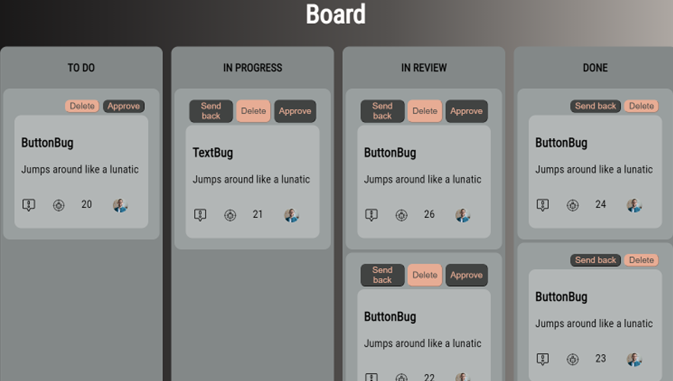 Board
TO DO
Delete Approve
ButtonBug
Jumps around like a lunatic
20
IN PROGRESS
Send back Delete Approve
TextBug
Jumps around like a lunatic
21
IN REVIEW
Send back Delete Approve
ButtonBug
Jumps around like a lunatic
26
Send back Delete Approve
ButtonBug
Jumps around like a lunatic
22
DONE
Send back Delete
ButtonBug
Jumps around like a lunatic
24
Send back Delete
ButtonBug
Jumps around like a lunatic
23